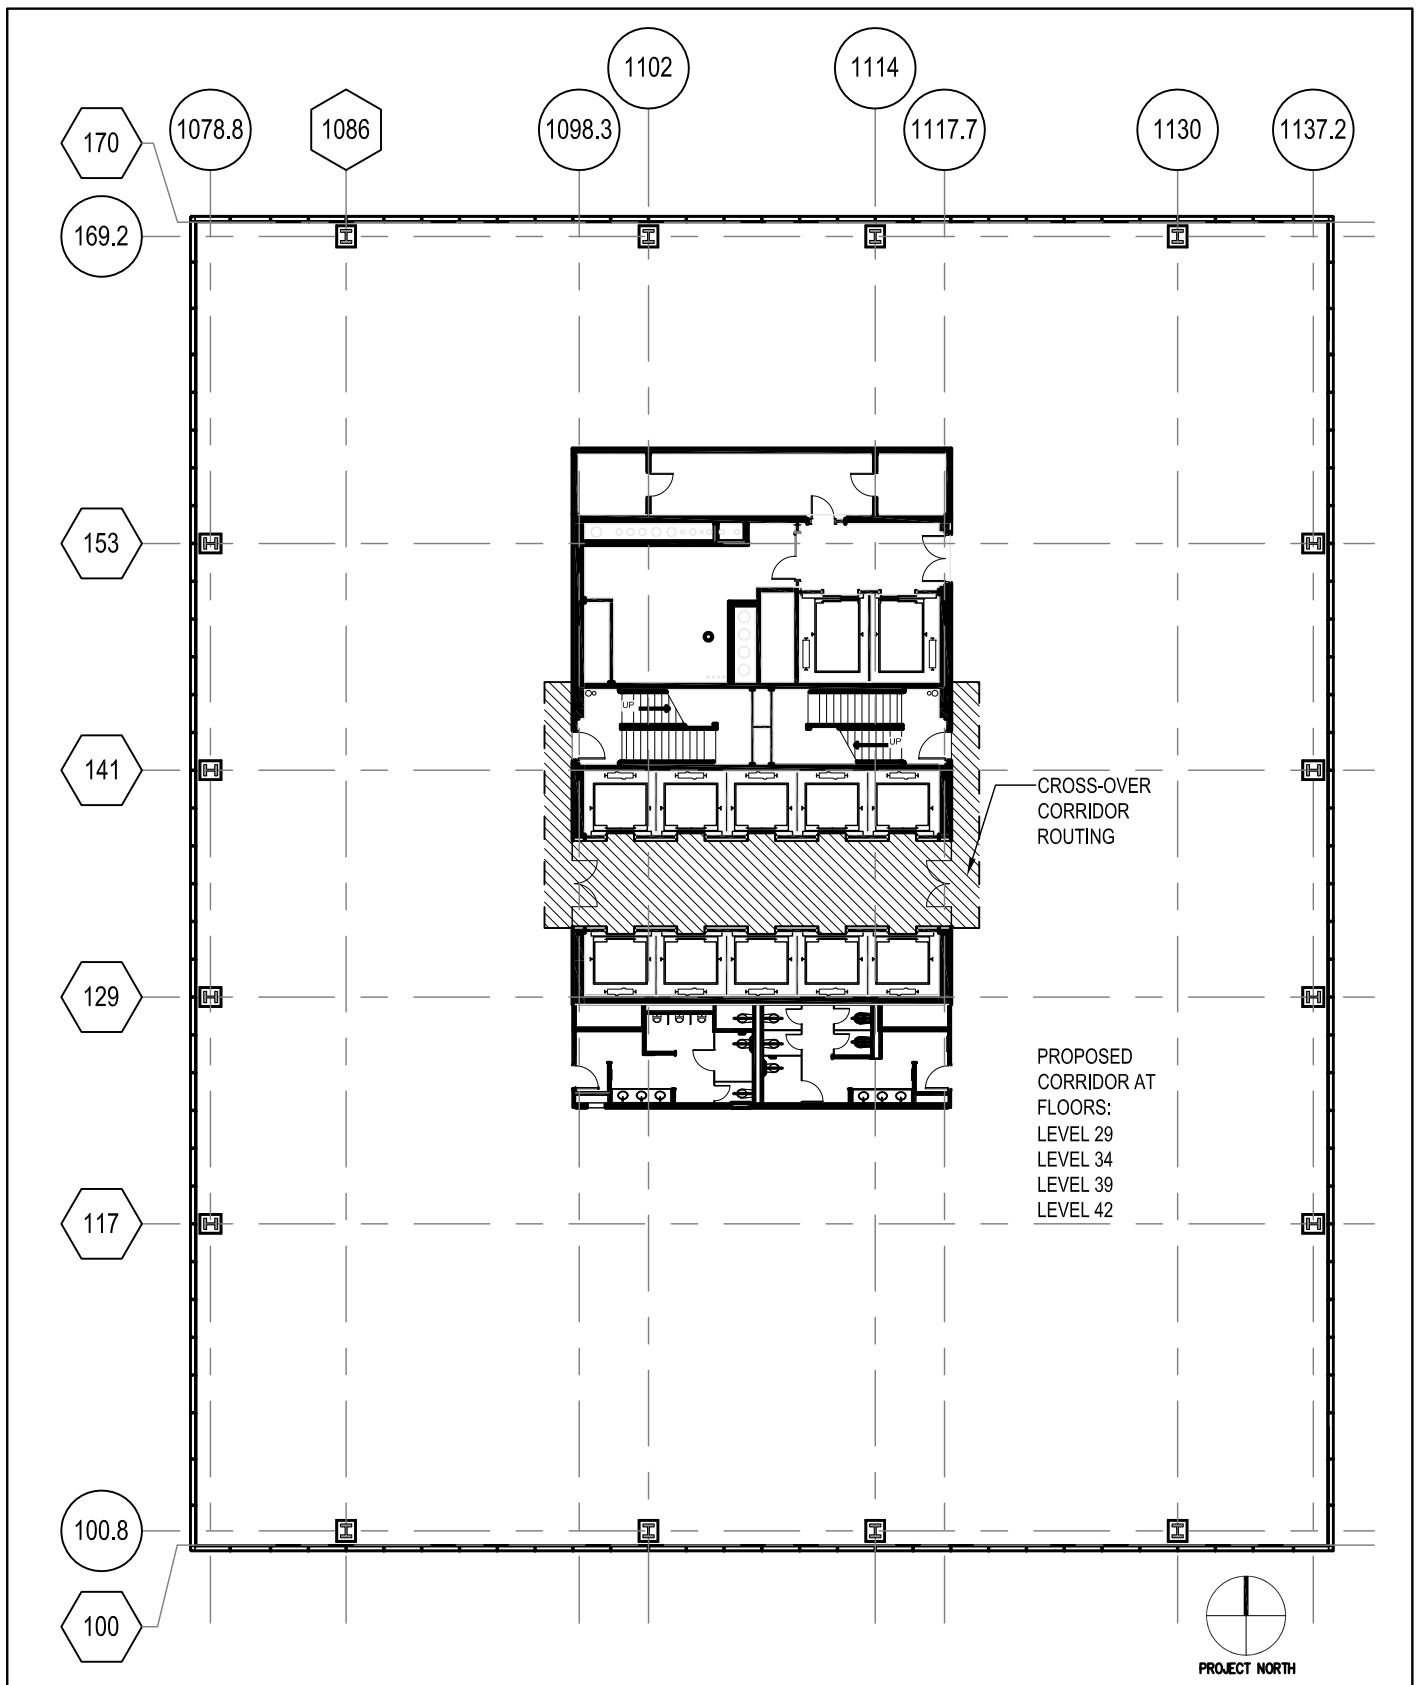 1102
1114
1078.8
1086
1098.3
1117.7
1130
1137.2
170
169.2
153
UP
UP
141
CROSS-OVER
CORRIDOR
ROUTING
129
PROPOSED
CORRIDOR AT
FLOORS:
LEVEL 29
LEVEL 34
LEVEL 39
LEVEL 42
117
100.8
100
PROJECT NORTH